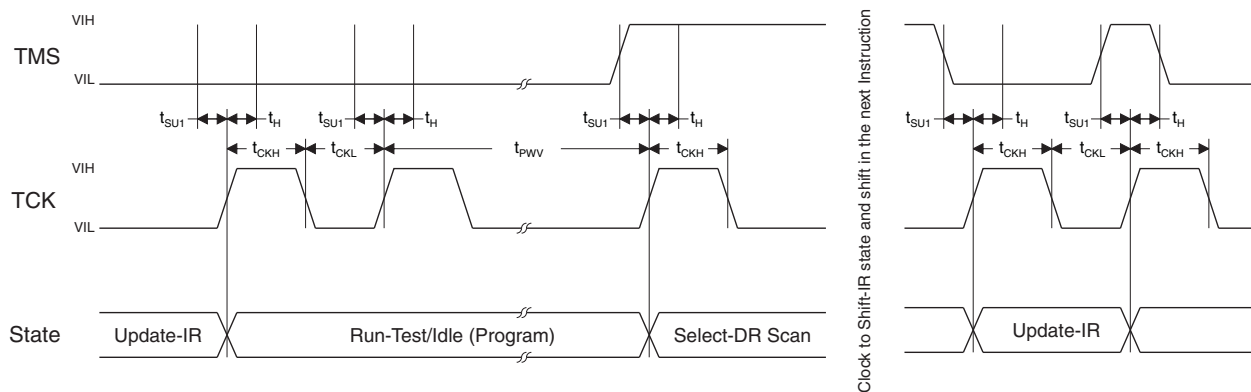 VIH
TMS
VIL
tSU1 tH tSU1 tH tSU1 tH tSU1 tH tSU1 tH
tCKH tCKL tPWV tCKH tCKH tCKL tCKH
VIH
TCK
VIL
State Update-IR Run-Test/Idle (Program) Select-DR Scan Update-IR
Clock to Shift-IR state and shift in the next Instruction